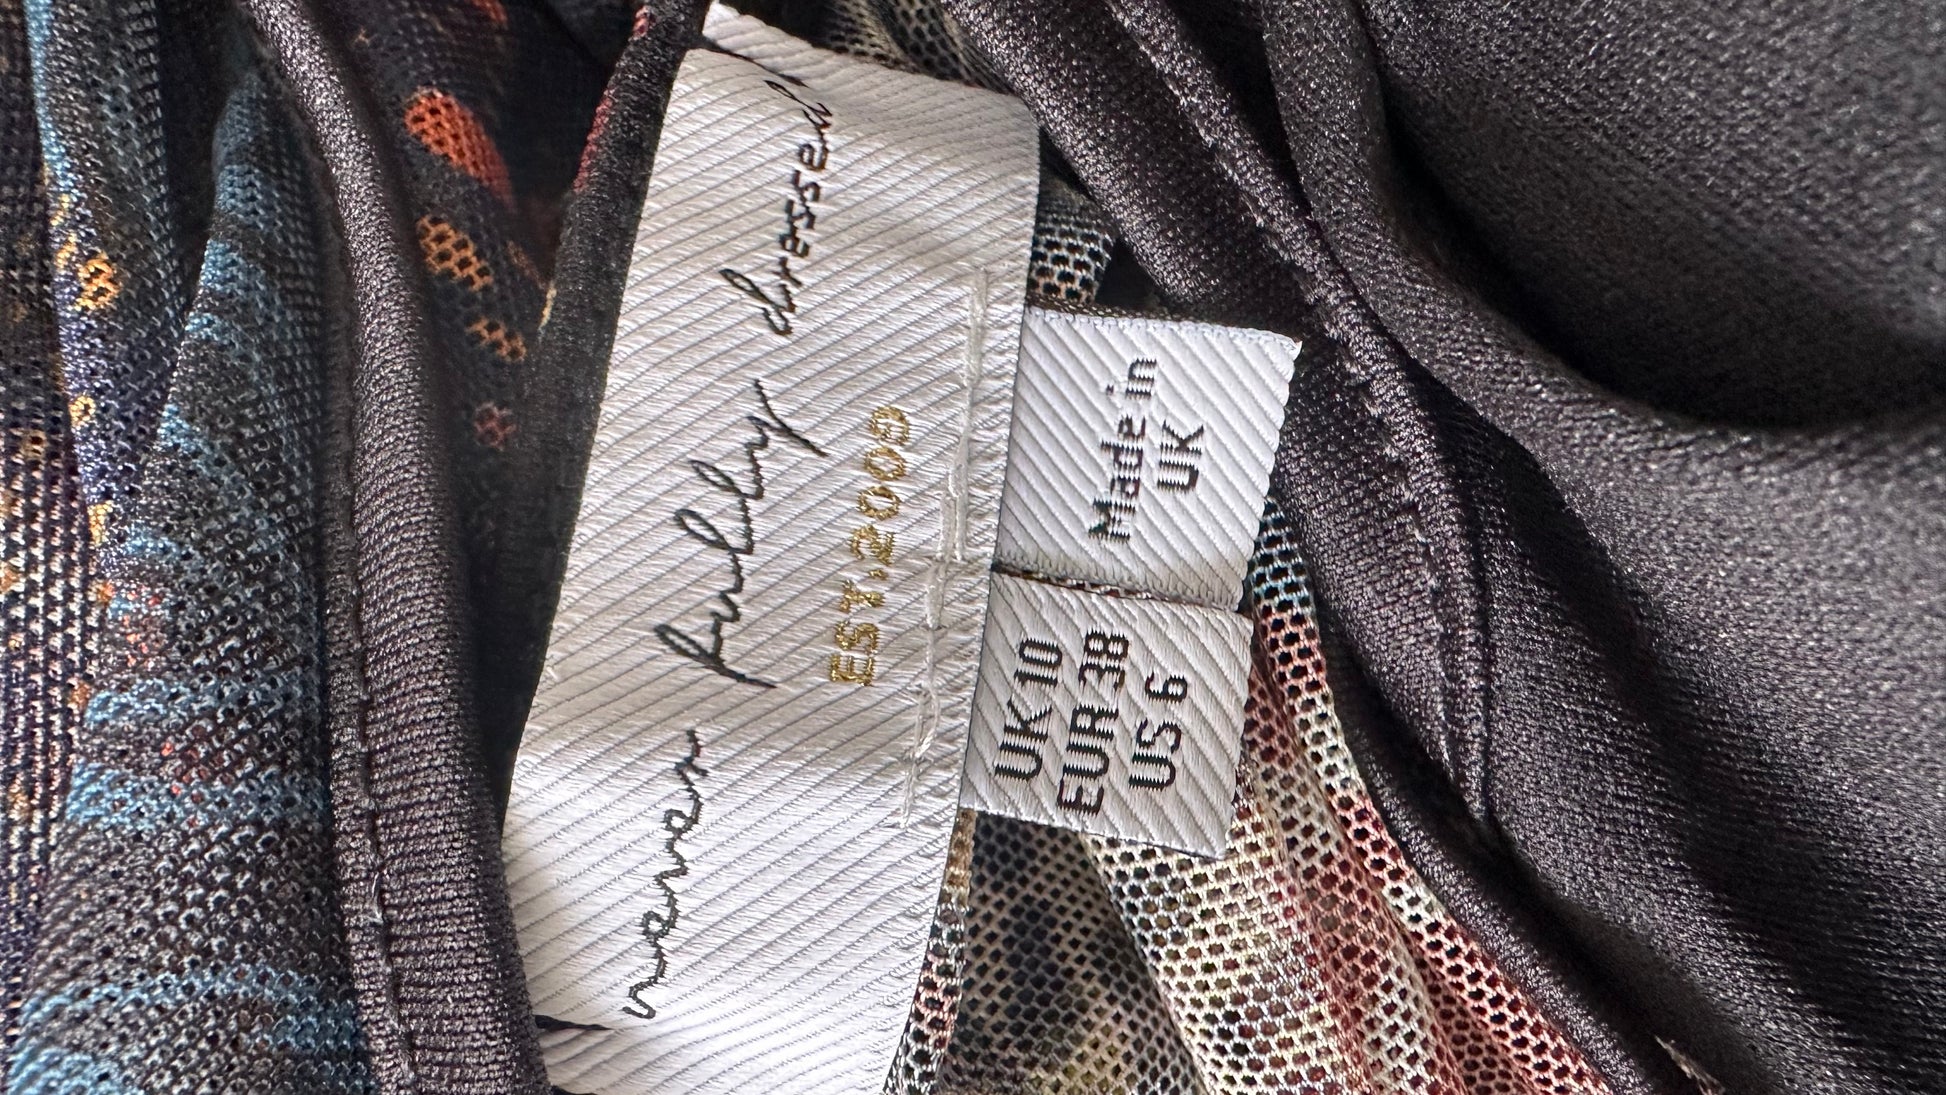 never fully dressed
EST.2009
Made in
UK
UK 10
EUR 38
US 6